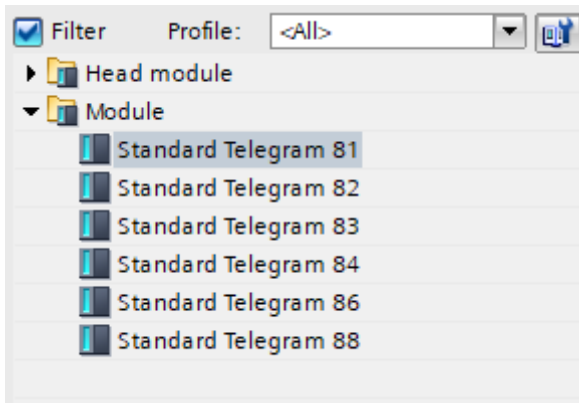 Filter Profile: <All>
Head module
Module
Standard Telegram 81
Standard Telegram 82
Standard Telegram 83
Standard Telegram 84
Standard Telegram 86
Standard Telegram 88